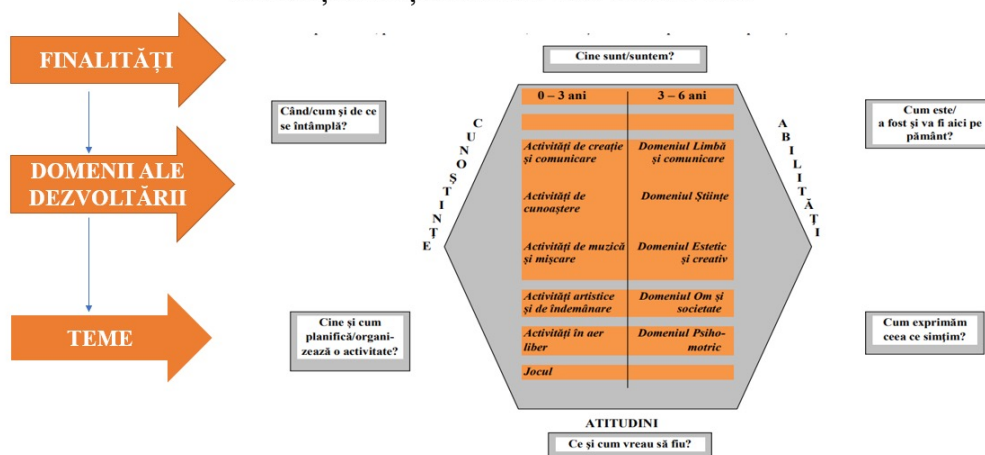 FINALITĂȚI
DOMENII ALE
DEZVOLTĂRII
TEME
Cine sunt/suntem?
Când/cum și de ce
se întâmplă?
Cum este/
a fost și va fi aici pe
pământ?
CUNOȘTINȚE
ABILITĂȚI
0 – 3 ani 3 – 6 ani
Activități de creație
și comunicare
Domeniul Limbă
și comunicare
Activități de
cunoaștere
Domeniul Științe
Activități de muzică
și mișcare
Domeniul Estetic
și creativ
Activități artistice
și de îndemânare
Domeniul Om și
societate
Activități în aer
liber
Domeniul Psiho-
motric
Jocul
Cine și cum
planifică/organi-
zează o activitate?
Cum exprimăm
ceea ce simțim?
ATITUDINI
Ce și cum vreau să fiu?